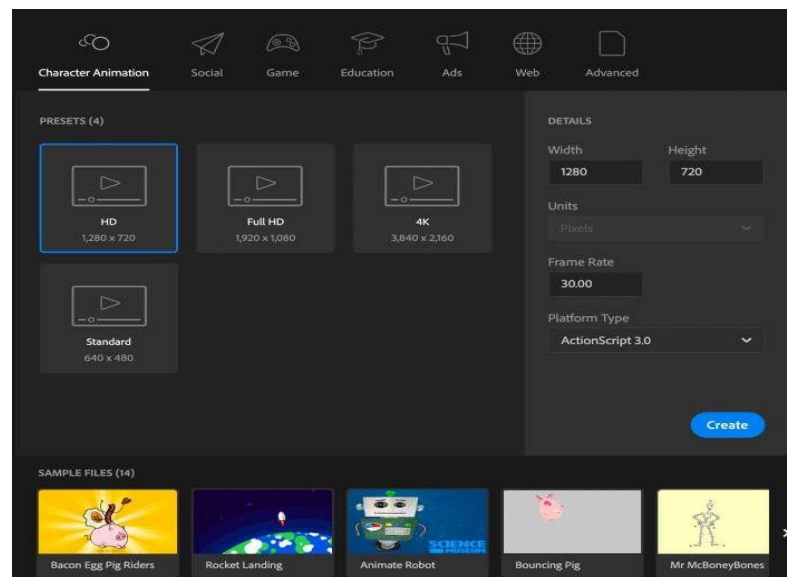 Character Animation Social Game Education Ads Web Advanced
PRESETS (4)
HD
1,280 x 720
Full HD
1,920 x 1,080
4K
3,840 x 2,160
Standard
640 x 480
DETAILS
Width Height
1280 720
Units
Pixels
Frame Rate
30.00
Platform Type
ActionScript 3.0
Create
SAMPLE FILES (14)
SCIENCE
MUSEUM
Bacon Egg Pig Riders Rocket Landing Animate Robot Bouncing Pig Mr McBoneyBones